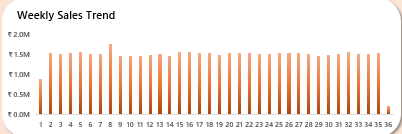 Weekly Sales Trend
₹ 2.0M
₹ 1.5M
₹ 1.0M
₹ 0.5M
₹ 0.0M
1 2 3 4 5 6 7 8 9 10 11 12 13 14 15 16 17 18 19 20 21 22 23 24 25 26 27 28 29 30 31 32 33 34 35 36